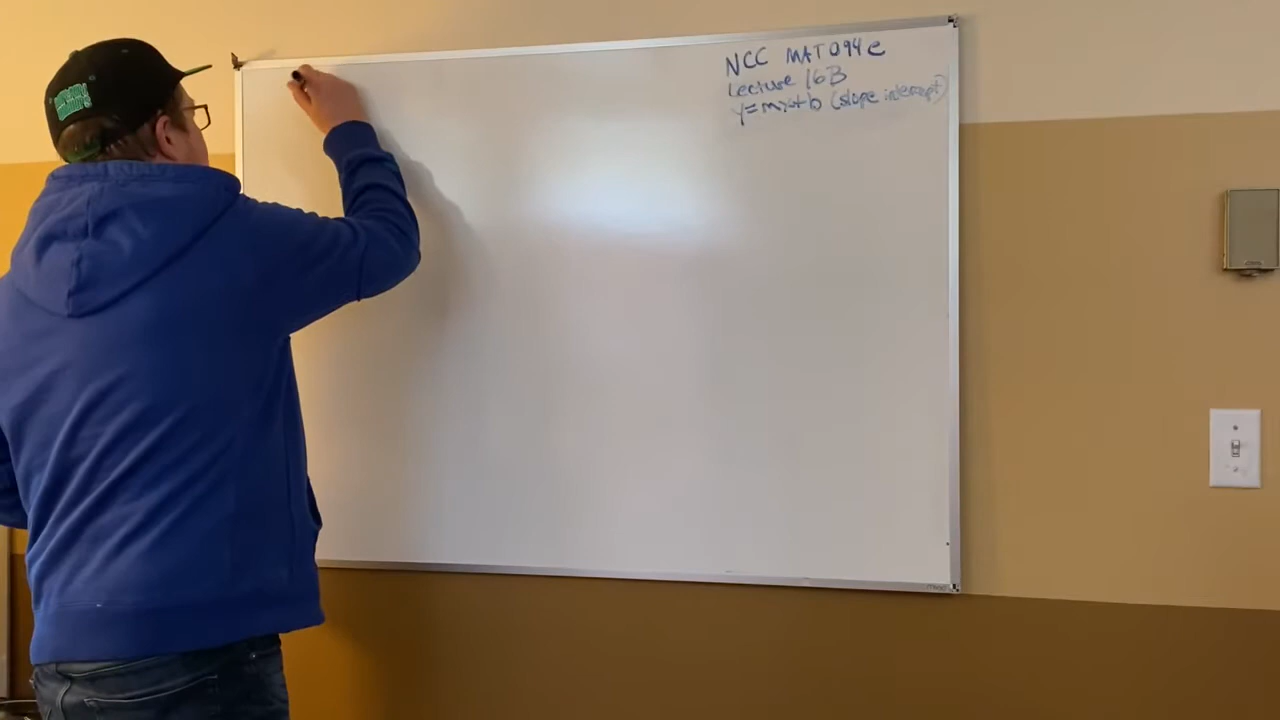 NCC MAT094e
Lecture 16B
y=mx+b (slope intercept)